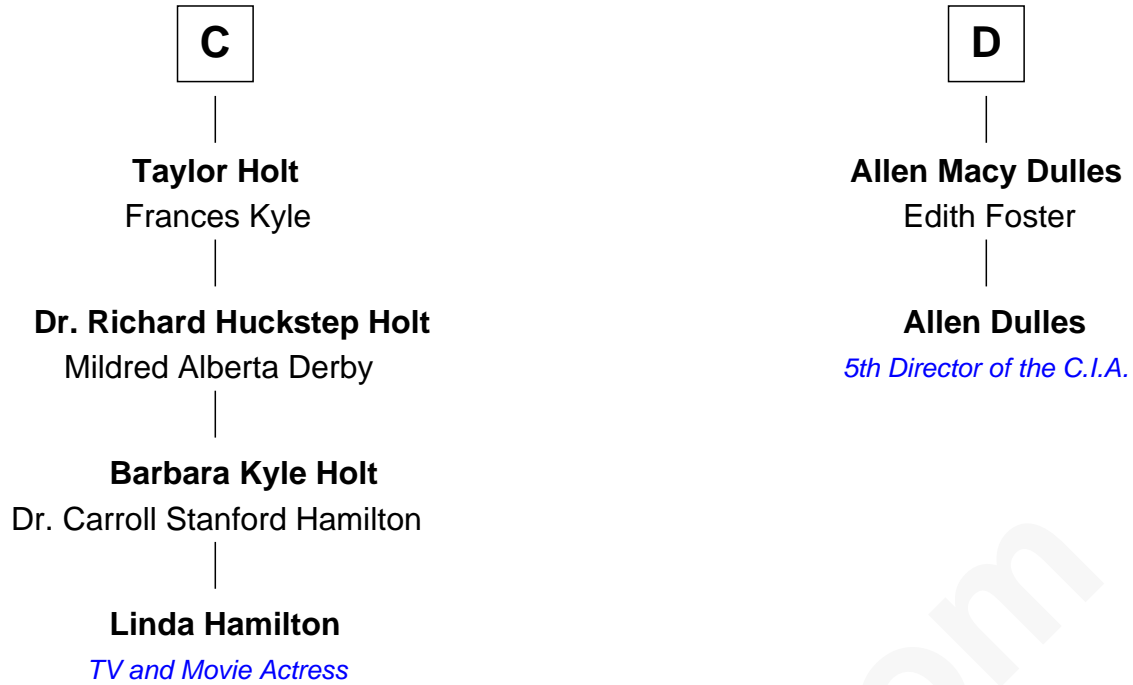 C
Taylor Holt
Frances Kyle
Dr. Richard Huckstep Holt
Mildred Alberta Derby
Barbara Kyle Holt
Dr. Carroll Stanford Hamilton
Linda Hamilton
TV and Movie Actress
D
Allen Macy Dulles
Edith Foster
Allen Dulles
5th Director of the C.I.A.
om